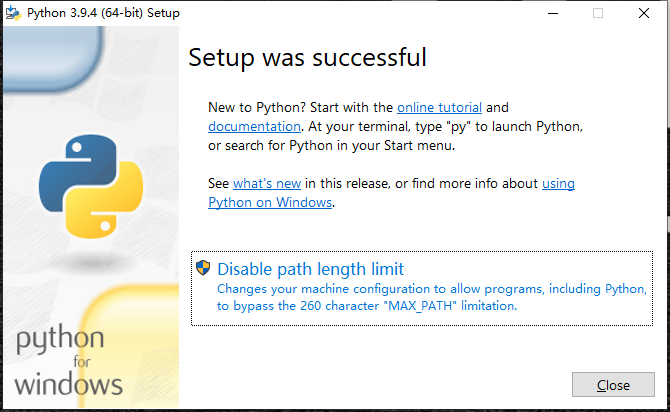 Python 3.9.4 (64-bit) Setup
Setup was successful
New to Python? Start with the online tutorial and
documentation. At your terminal, type "py" to launch Python,
or search for Python in your Start menu.
See what's new in this release, or find more info about using
Python on Windows.
Disable path length limit
Changes your machine configuration to allow programs, including Python,
to bypass the 260 character "MAX_PATH" limitation.
python
for
windows
Close